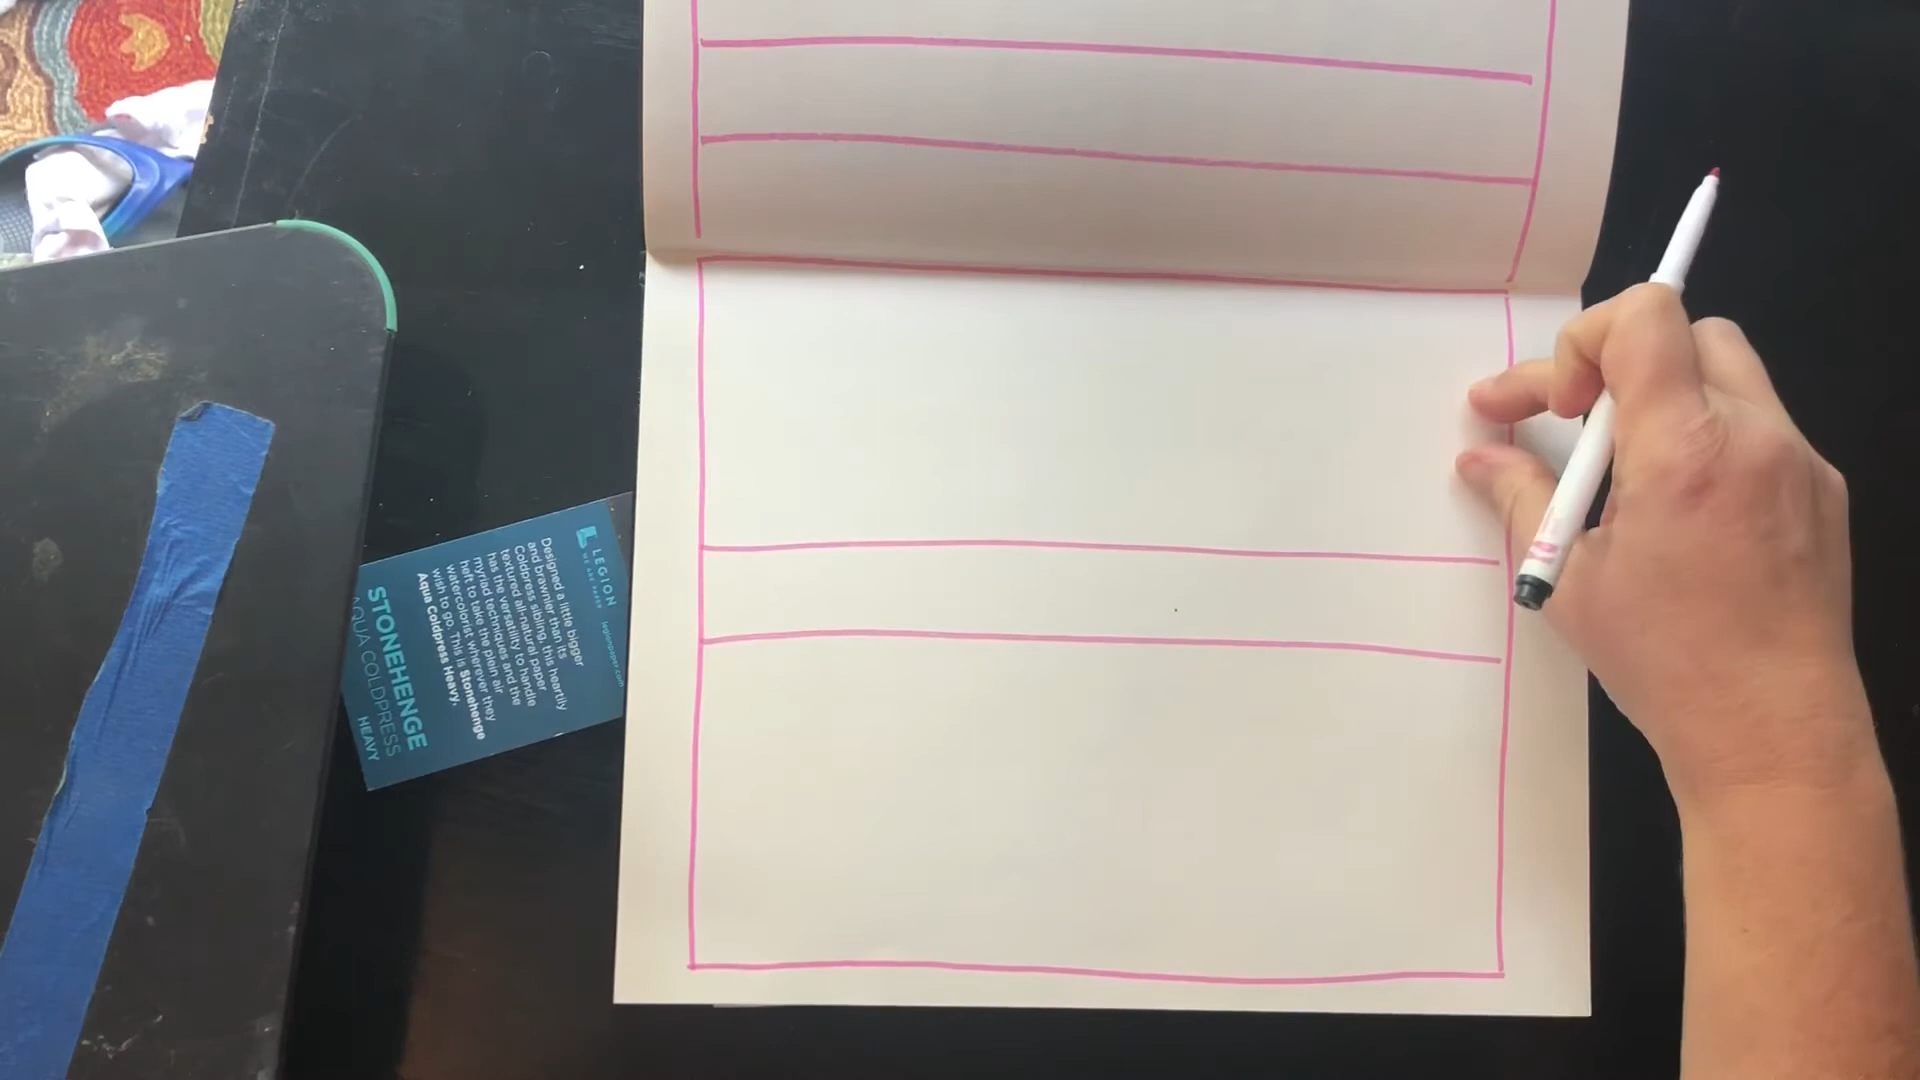 LEGION
WE ARE PAPER
legionpaper.com
Designed a little bigger
and brawnier than its
Coldpress sibling, this heartily
textured all-natural paper
has the versatility to handle
myriad techniques and the
heft to take the plein air
watercolorist wherever they
wish to go. This is Stonehenge
Aqua Coldpress Heavy.
STONEHENGE
AQUA COLDPRESS
HEAVY